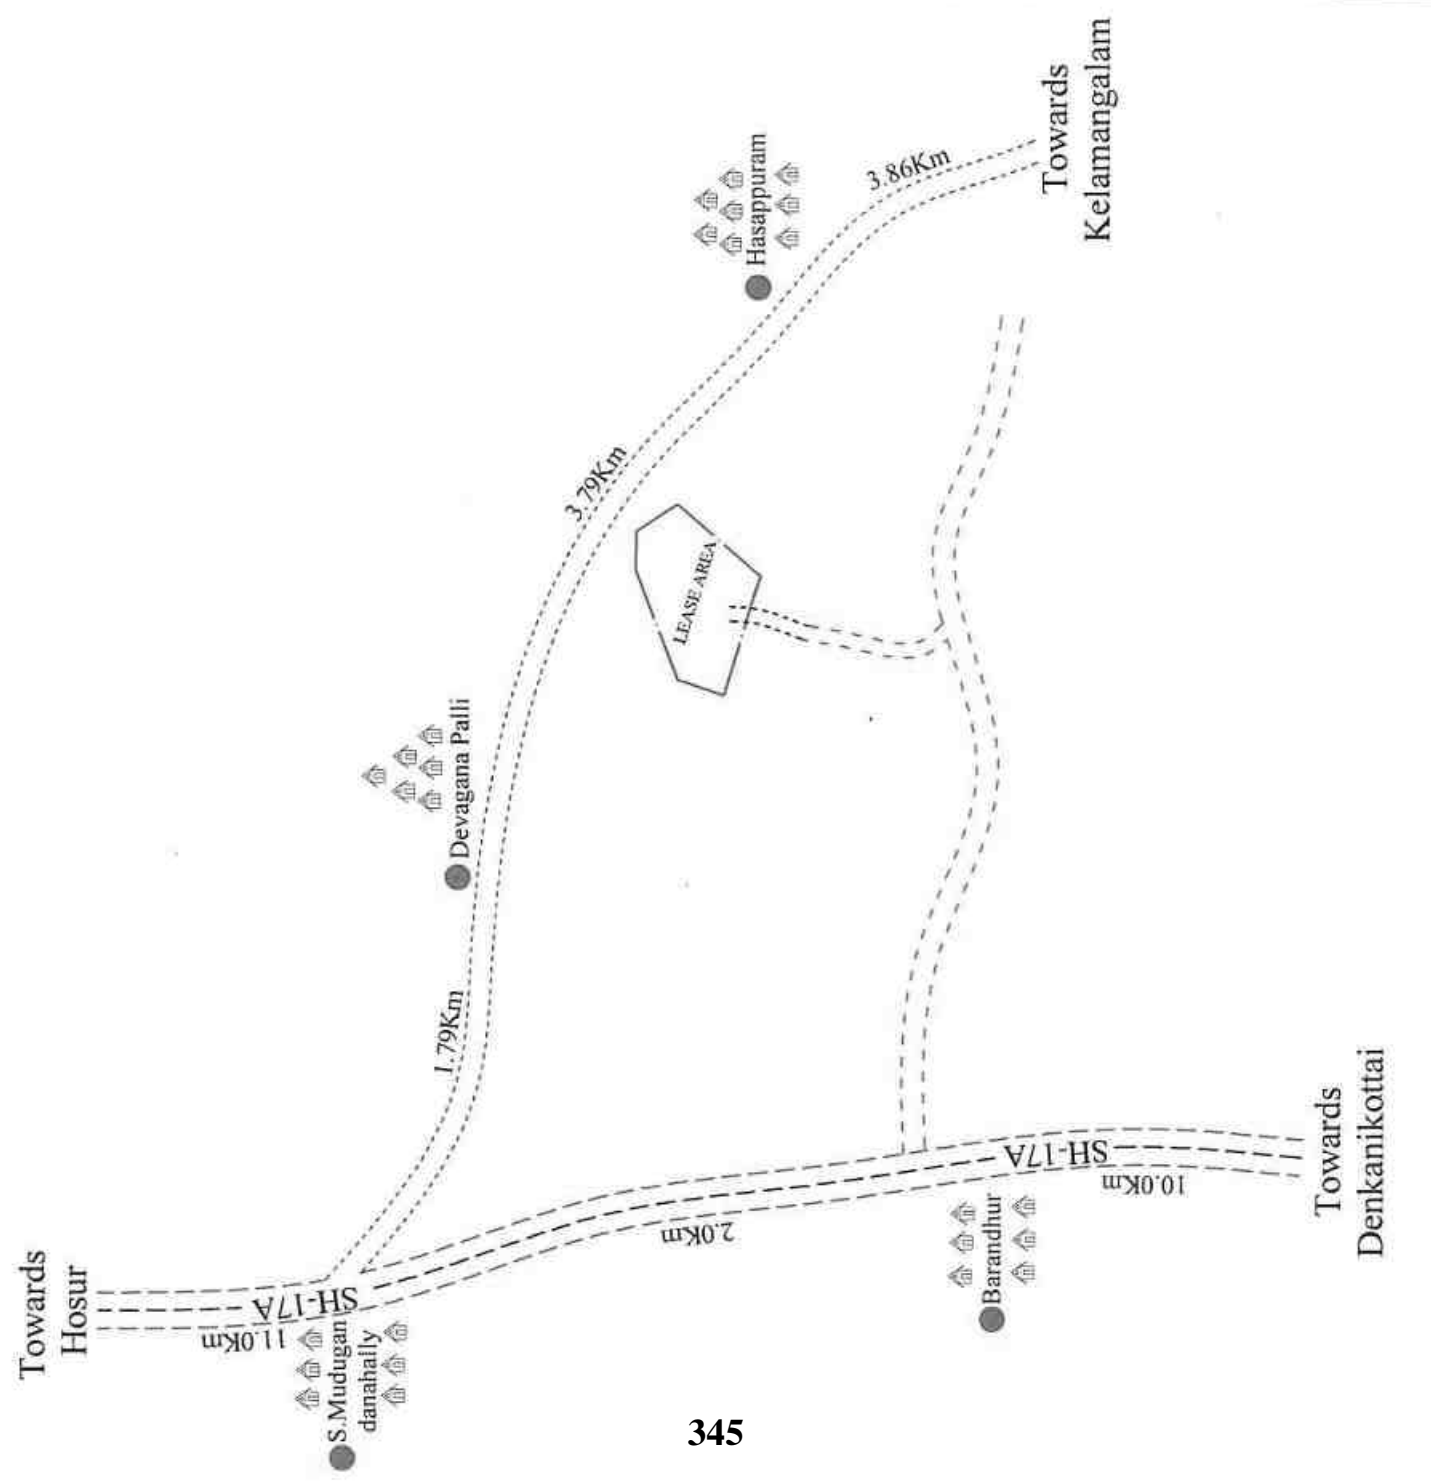 Towards
Hosur
11.0Km
SH-17A
S.Mudugan
danahally
1.79Km
Devagana Palli
3.79Km
Hasappuram
3.86Km
Towards
Kelamangalam
LEASE AREA
2.0Km
Barandhur
SH-17A
10.0Km
Towards
Denkanikottai
345